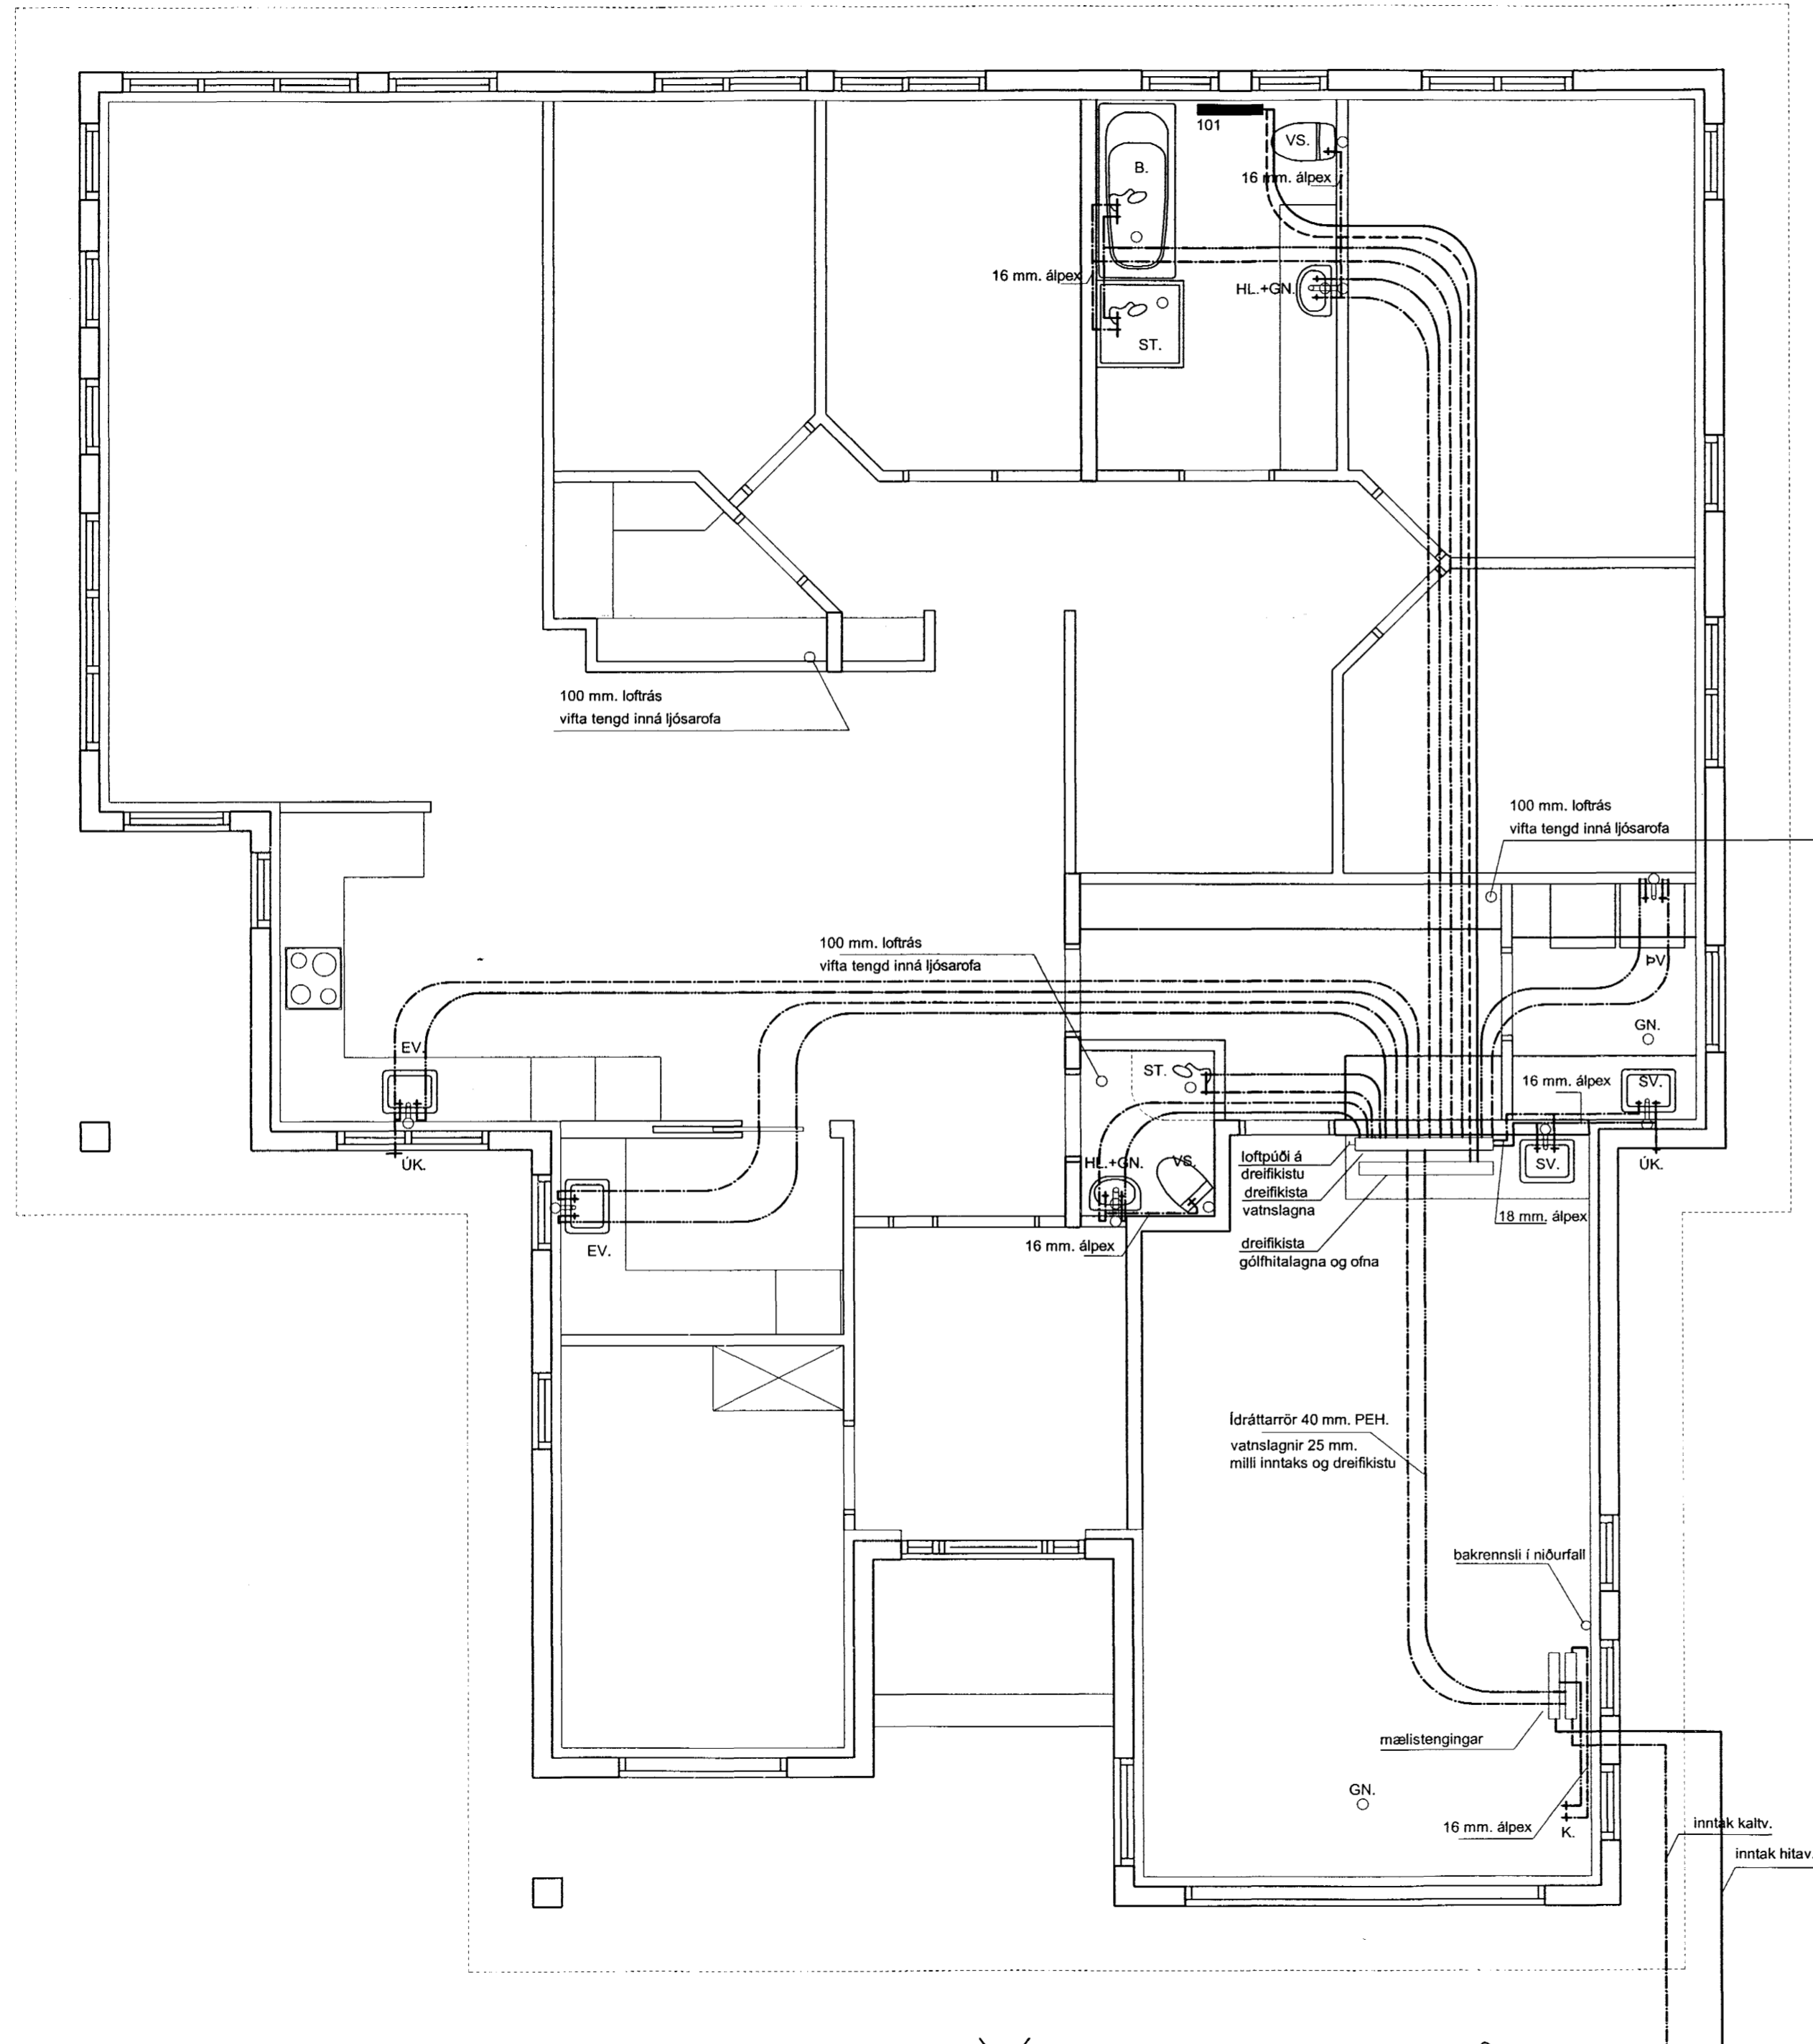 101
VS.
B.
16 mm. álpex
16 mm. álpex
HL.+GN.
ST.
100 mm. loftrás
vifta tengd inná ljósarofa
100 mm. loftrás
vifta tengd inná ljósarofa
100 mm. loftrás
vifta tengd inná ljósarofa
ÞV
GN.
EV.
ST.
16 mm. álpex
SV.
ÚK.
HL.+GN.
VS.
loftpúði á
dreifikistu
dreifikista
vatnslagna
SV.
ÚK.
18 mm. álpex
EV.
16 mm. álpex
dreifikista
gólfhitalagna og ofna
Ídráttarrör 40 mm. PEH.
vatnslagnir 25 mm.
milli inntaks og dreifikistu
bakrennsli í niðurfall
mælistengingar
GN.
16 mm. álpex
K.
inntak kaltv.
inntak hitav.